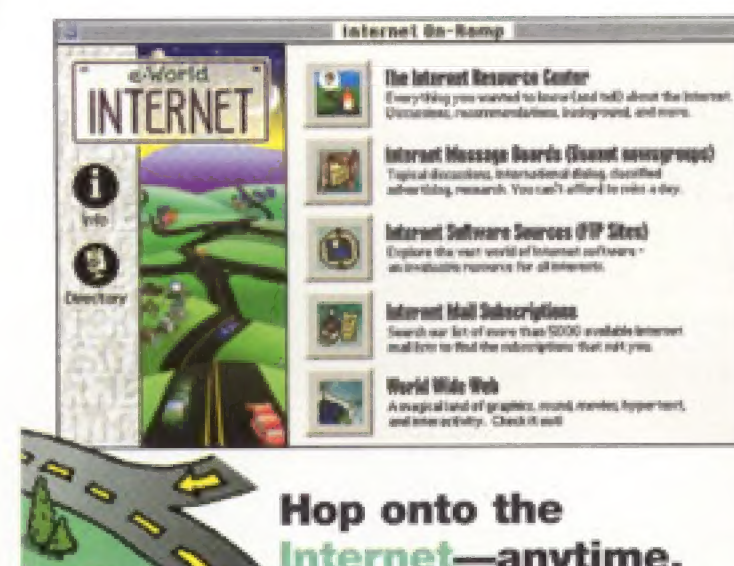 Internet On-Ramp
eWorld
INTERNET
Info
Directory
The Internet Resource Center
Everything you wanted to know (and tell) about the Internet.
Discussions, recommendations, background, and more.
Internet Message Boards (Usenet newsgroups)
Topical discussions, international dialog, classified
advertising, research. You can't afford to miss a day.
Internet Software Sources (FTP Sites)
Explore the vast world of Internet software -
an invaluable resource for all interests.
Internet Mail Subscriptions
Search our list of more than 5000 available Internet
mail lists to find the subscriptions that suit you.
World Wide Web
A magical land of graphics, sound, movies, hypertext,
and interactivity. Check it out!
Hop onto the
Internet—anytime.